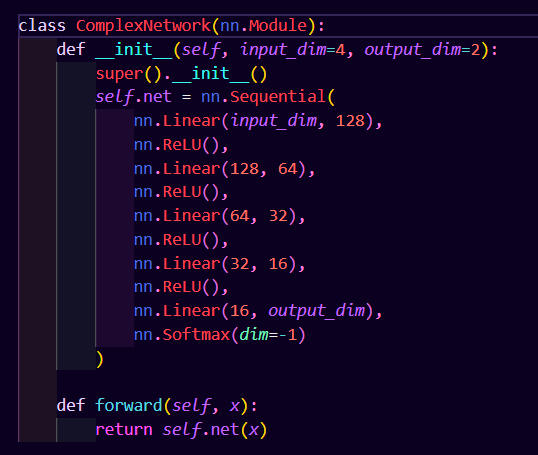 class ComplexNetwork(nn.Module):
    def __init__(self, input_dim=4, output_dim=2):
        super().__init__()
        self.net = nn.Sequential(
            nn.Linear(input_dim, 128),
            nn.ReLU(),
            nn.Linear(128, 64),
            nn.ReLU(),
            nn.Linear(64, 32),
            nn.ReLU(),
            nn.Linear(32, 16),
            nn.ReLU(),
            nn.Linear(16, output_dim),
            nn.Softmax(dim=-1)
        )

    def forward(self, x):
        return self.net(x)